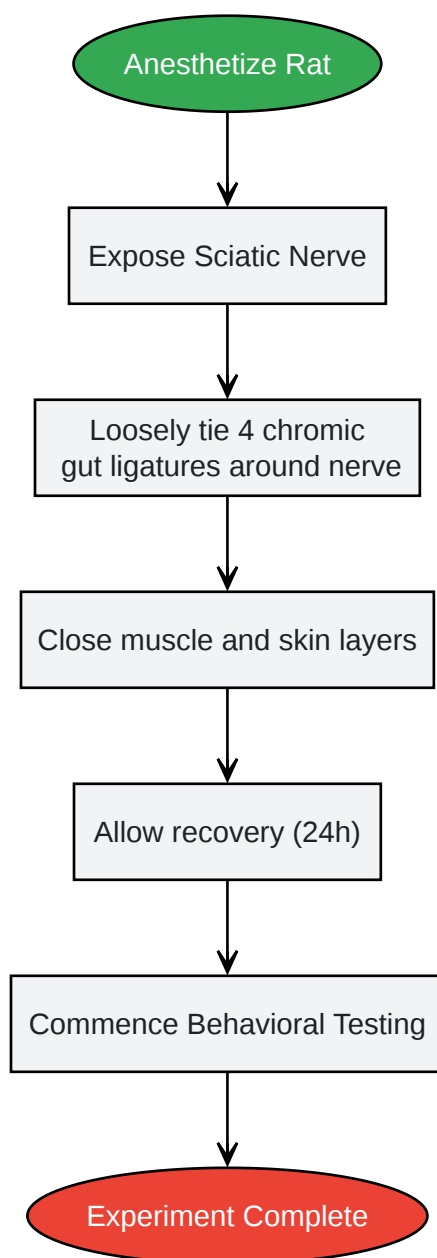 Anesthetize Rat
Expose Sciatic Nerve
Loosely tie 4 chromic
gut ligatures around nerve
Close muscle and skin layers
Allow recovery (24h)
Commence Behavioral Testing
Experiment Complete